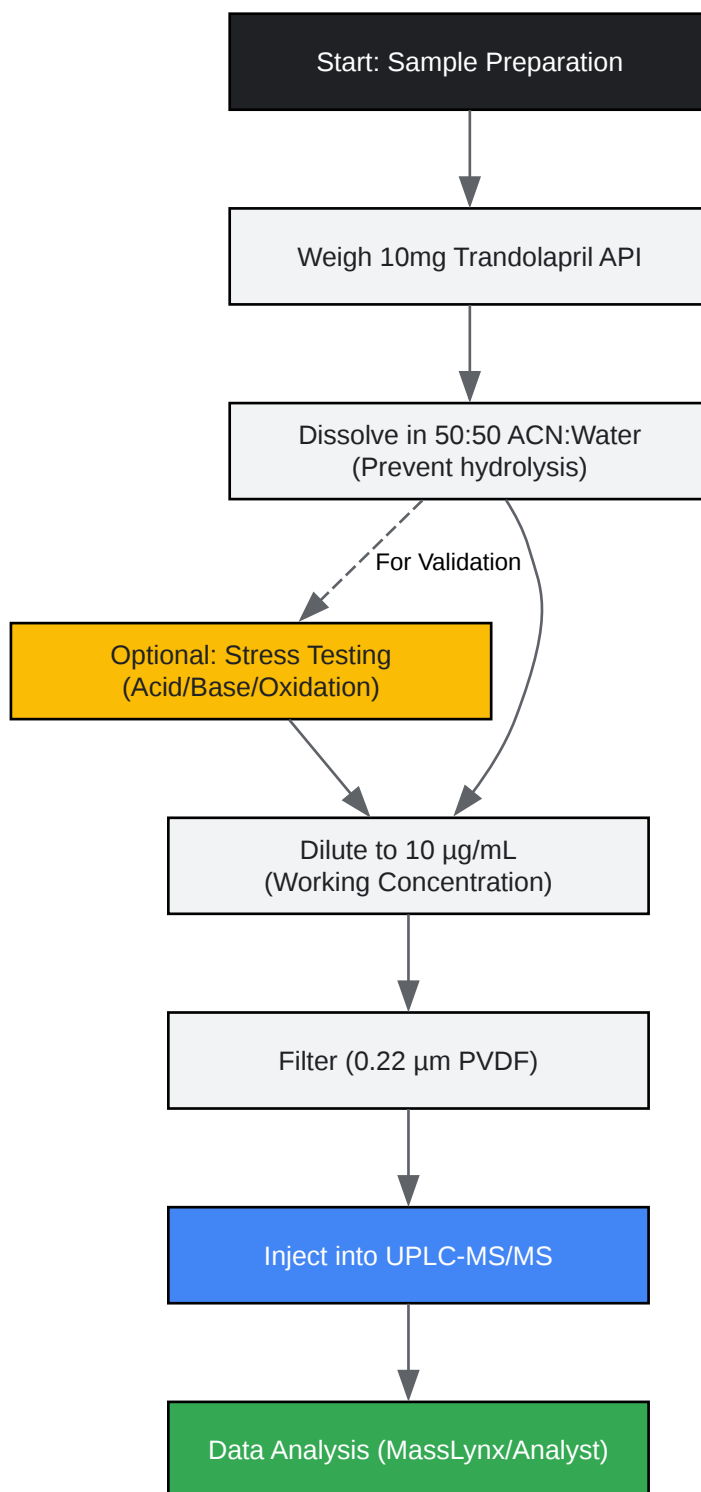 Start: Sample Preparation
Weigh 10mg Trandolapril API
Dissolve in 50:50 ACN:Water
(Prevent hydrolysis)
For Validation
Optional: Stress Testing
(Acid/Base/Oxidation)
Dilute to 10 µg/mL
(Working Concentration)
Filter (0.22 µm PVDF)
Inject into UPLC-MS/MS
Data Analysis (MassLynx/Analyst)